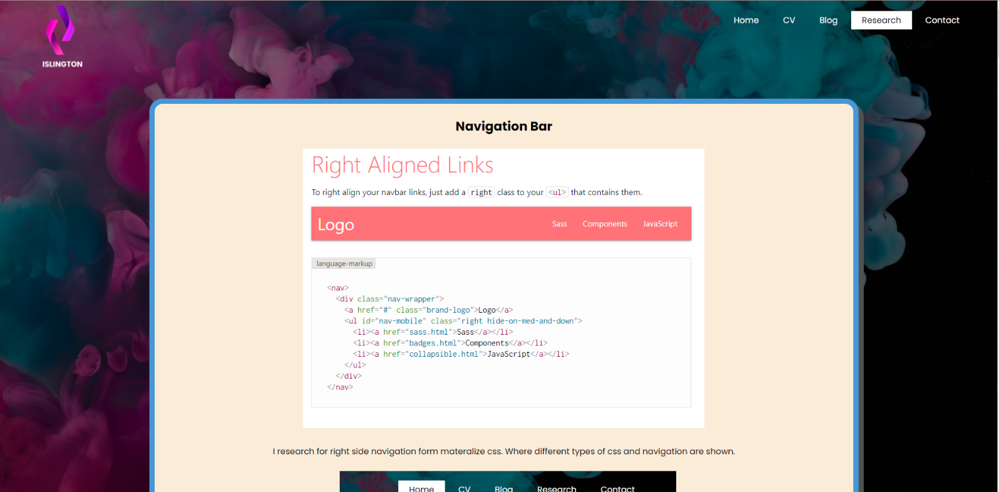 Home CV Blog Research Contact
ISLINGTON
Navigation Bar
Right Aligned Links
To right align your navbar links, just add a right class to your <ul> that contains them.
Logo Sass Components JavaScript
language-markup
<nav>
<div class="nav-wrapper">
<a href="#" class="brand-logo">Logo</a>
<ul id="nav-mobile" class="right hide-on-med-and-down">
<li><a href="sass.html">Sass</a></li>
<li><a href="badges.html">Components</a></li>
<li><a href="collapsible.html">JavaScript</a></li>
</ul>
</div>
</nav>
I research for right side navigation form materalize css. Where different types of css and navigation are shown.
Home CV Blog Research Contact